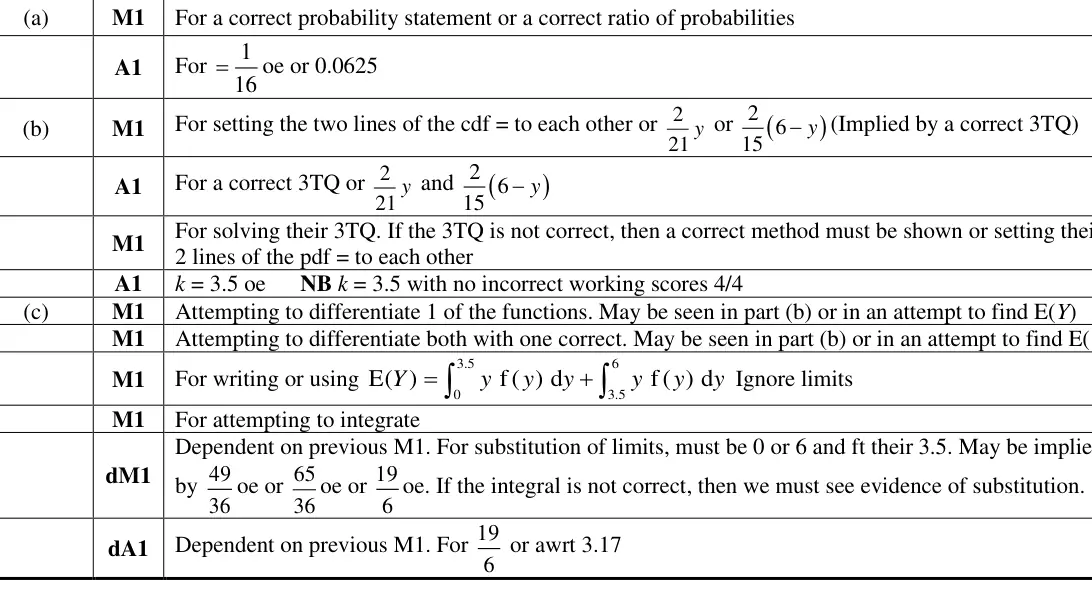 (a) M1 For a correct probability statement or a correct ratio of probabilities
A1 For = 1/16 oe or 0.0625
(b) M1 For setting the two lines of the cdf = to each other or 2/21 y or 2/15 (6 − y) (Implied by a correct 3TQ)
A1 For a correct 3TQ or 2/21 y and 2/15 (6 − y)
M1 For solving their 3TQ. If the 3TQ is not correct, then a correct method must be shown or setting thei
2 lines of the pdf = to each other
A1 k = 3.5 oe NB k = 3.5 with no incorrect working scores 4/4
(c) M1 Attempting to differentiate 1 of the functions. May be seen in part (b) or in an attempt to find E(Y)
M1 Attempting to differentiate both with one correct. May be seen in part (b) or in an attempt to find E(
M1 For writing or using E(Y) = ∫₀^3.5 y f(y) dy + ∫_3.5^6 y f(y) dy Ignore limits
M1 For attempting to integrate
dM1 Dependent on previous M1. For substitution of limits, must be 0 or 6 and ft their 3.5. May be implie
by 49/36 oe or 65/36 oe or 19/6 oe. If the integral is not correct, then we must see evidence of substitution.
dA1 Dependent on previous M1. For 19/6 or awrt 3.17